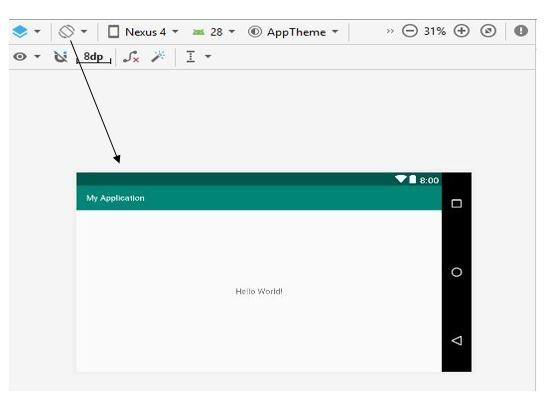 Nexus 4 28 AppTheme 31%
8dp
8:00
My Application
Hello World!